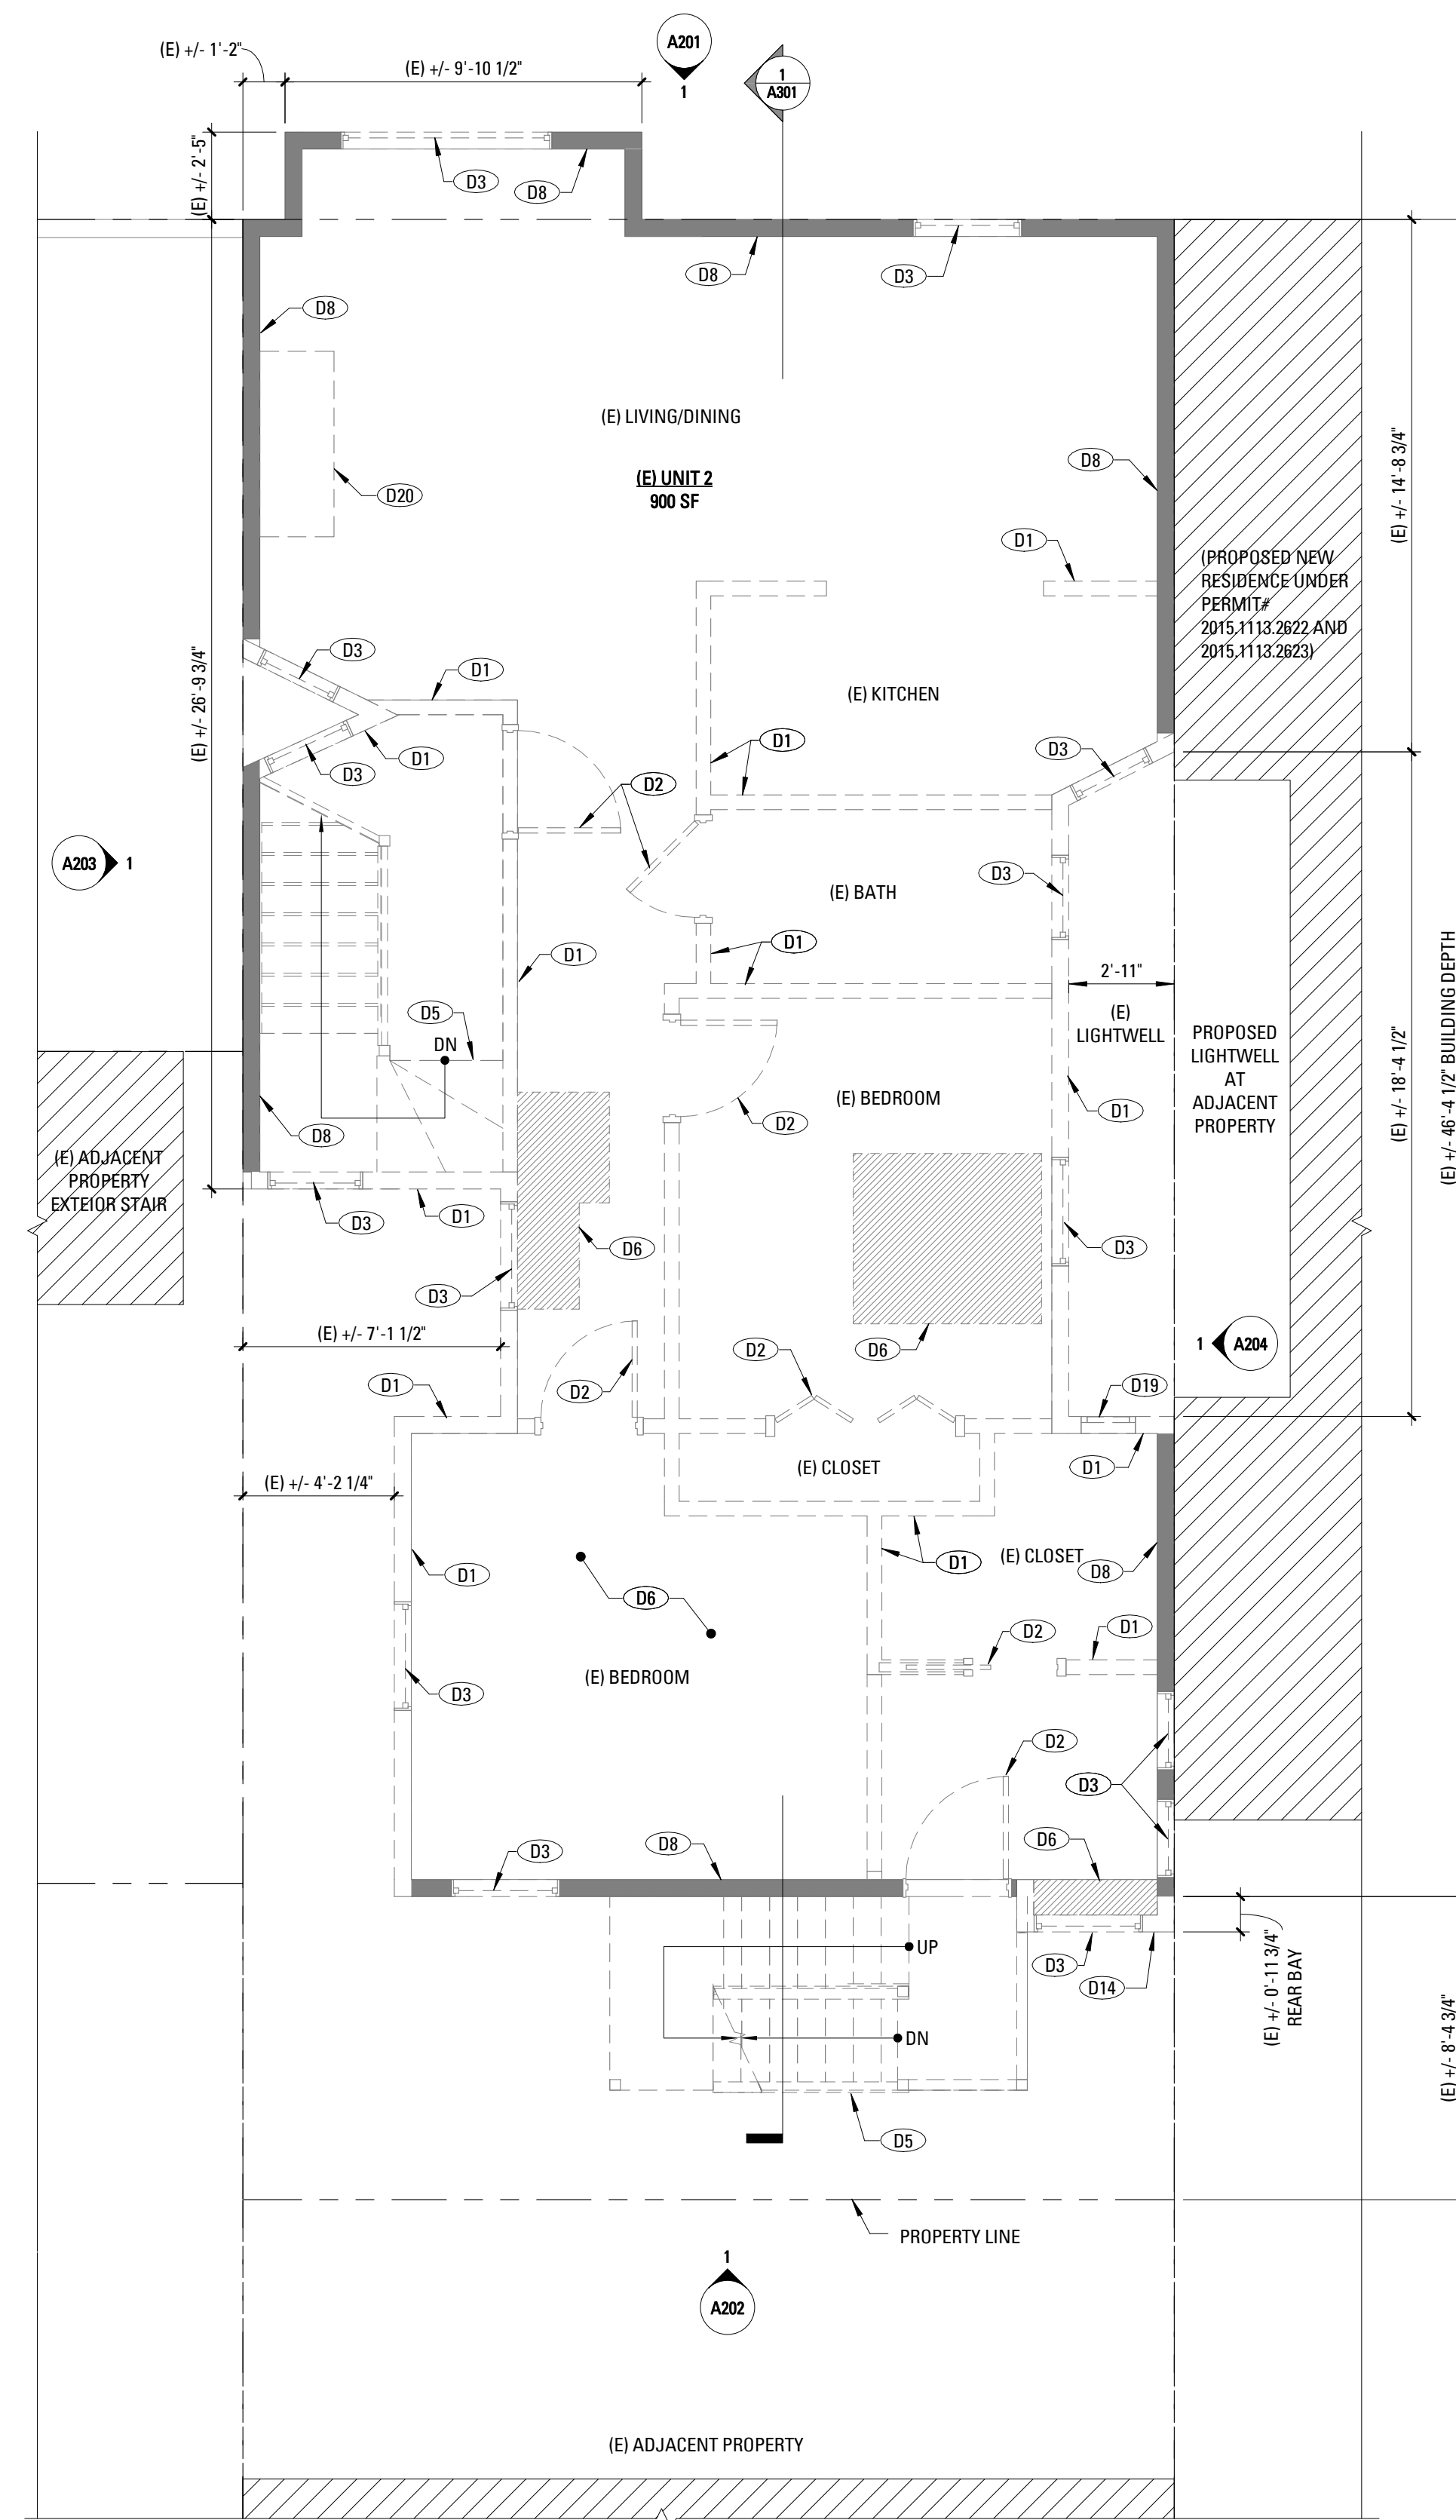 (E) +/- 1'-2"
(E) +/- 9'-10 1/2"
A201
1
1
A301
(E) +/- 2'-5"
D3
D8
D8
D3
D8
(E) LIVING/DINING
(E) UNIT 2
900 SF
D20
D8
(E) +/- 14'-8 3/4"
D1
(PROPOSED NEW
RESIDENCE UNDER
PERMIT#
2015.1113.2622 AND
2015.1113.2623)
D3
D1
(E) +/- 26'-9 3/4"
(E) KITCHEN
D1
D3
D1
D3
D2
A203
1
D3
(E) BATH
D1
D1
2'-11"
(E)
LIGHTWELL
D5
DN
PROPOSED
LIGHTWELL
AT
ADJACENT
PROPERTY
(E) +/- 18'-4 1/2"
(E) +/- 46'-4 1/2" BUILDING DEPTH
(E) BEDROOM
D1
D2
D8
(E) ADJACENT
PROPERTY
EXTEIOR STAIR
D3
D1
D6
D3
D3
(E) +/- 7'-1 1/2"
D2
D6
1
A204
D1
D2
D19
(E) CLOSET
D1
(E) +/- 4'-2 1/4"
D1
D1
(E) CLOSET
D8
D6
D2
D1
(E) BEDROOM
D3
D2
D3
D3
D8
D6
UP
D3
D14
(E) +/- 0'-11 3/4"
REAR BAY
DN
(E) +/- 8'-4 3/4"
D5
PROPERTY LINE
1
A202
(E) ADJACENT PROPERTY